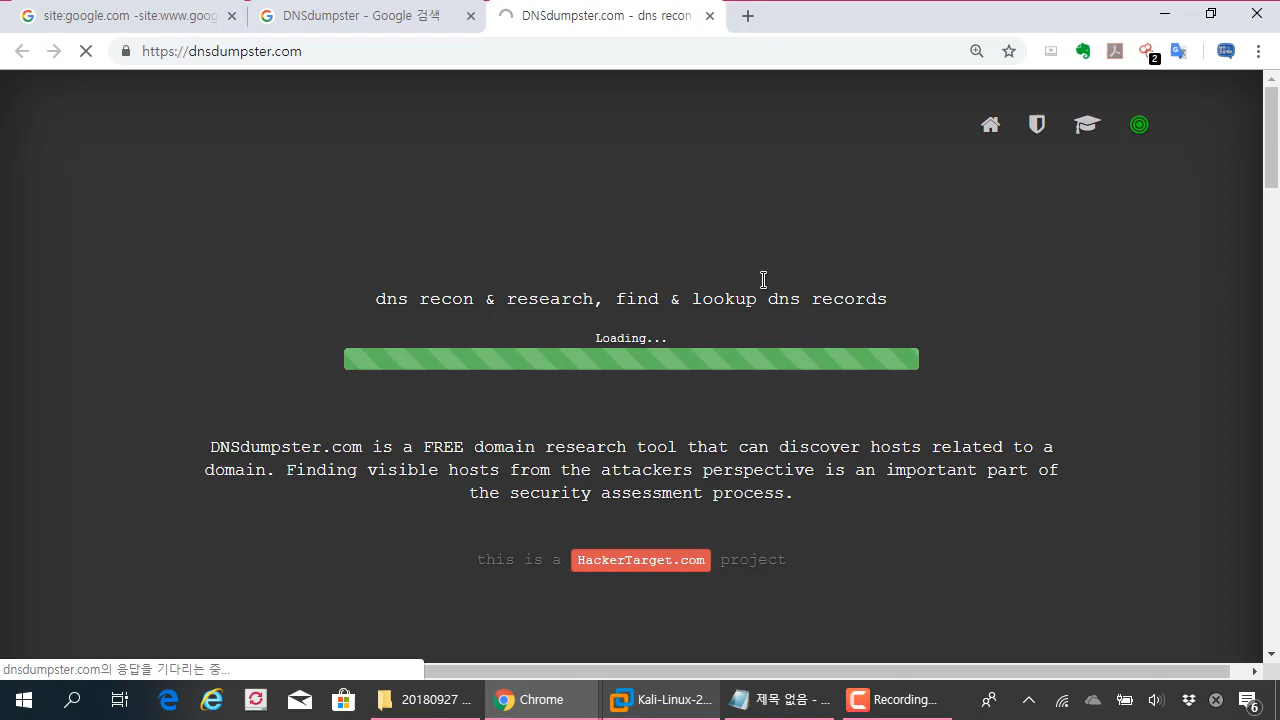 site:google.com -site:www.goog
DNSdumpster - Google 검색
DNSdumpster.com - dns recon
https://dnsdumpster.com
2
dns recon & research, find & lookup dns records
Loading...
DNSdumpster.com is a FREE domain research tool that can discover hosts related to a
domain. Finding visible hosts from the attackers perspective is an important part of
the security assessment process.
this is a HackerTarget.com project
dnsdumpster.com의 응답을 기다리는 중...
20180927 ...
Chrome
Kali-Linux-2...
제목 없음 - ...
Recording...
6